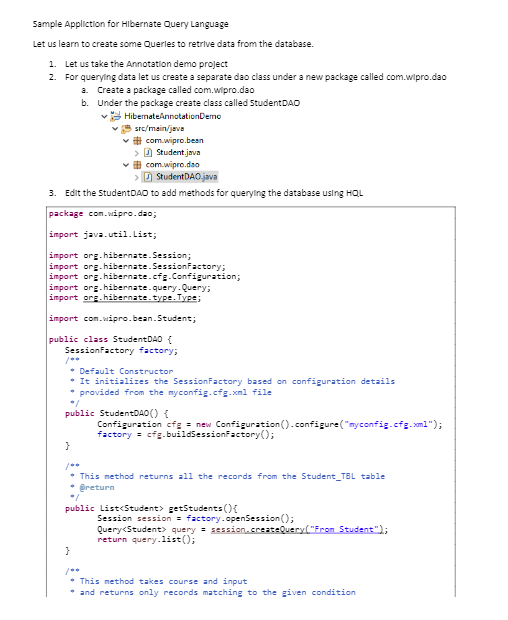 Sample Appliction for Hibernate Query Language
Let us learn to create some Queries to retrive data from the database.
1. Let us take the Annotation demo project
2. For querying data let us create a separate dao class under a new package called com.wipro.dao
a. Create a package called com.wipro.dao
b. Under the package create class called StudentDAO
HibernateAnnotationDemo
src/main/java
com.wipro.bean
Student.java
com.wipro.dao
StudentDAO.java
3. Edit the StudentDAO to add methods for querying the database using HQL
package com.wipro.dao;
import java.util.List;
import org.hibernate.Session;
import org.hibernate.SessionFactory;
import org.hibernate.cfg.Configuration;
import org.hibernate.query.Query;
import org.hibernate.type.Type;
import com.wipro.bean.Student;
public class StudentDAO {
SessionFactory factory;
/**
* Default Constructor
* It initializes the SessionFactory based on configuration details
* provided from the myconfig.cfg.xml file
*/
public StudentDAO() {
Configuration cfg = new Configuration().configure("myconfig.cfg.xml");
factory = cfg.buildSessionFactory();
}
/**
* This method returns all the records from the Student_TBL table
* @return
*/
public List<Student> getStudents(){
Session session = factory.openSession();
Query<Student> query = session.createQuery("From Student");
return query.list();
}
/**
* This method takes course and input
* and returns only records matching to the given condition